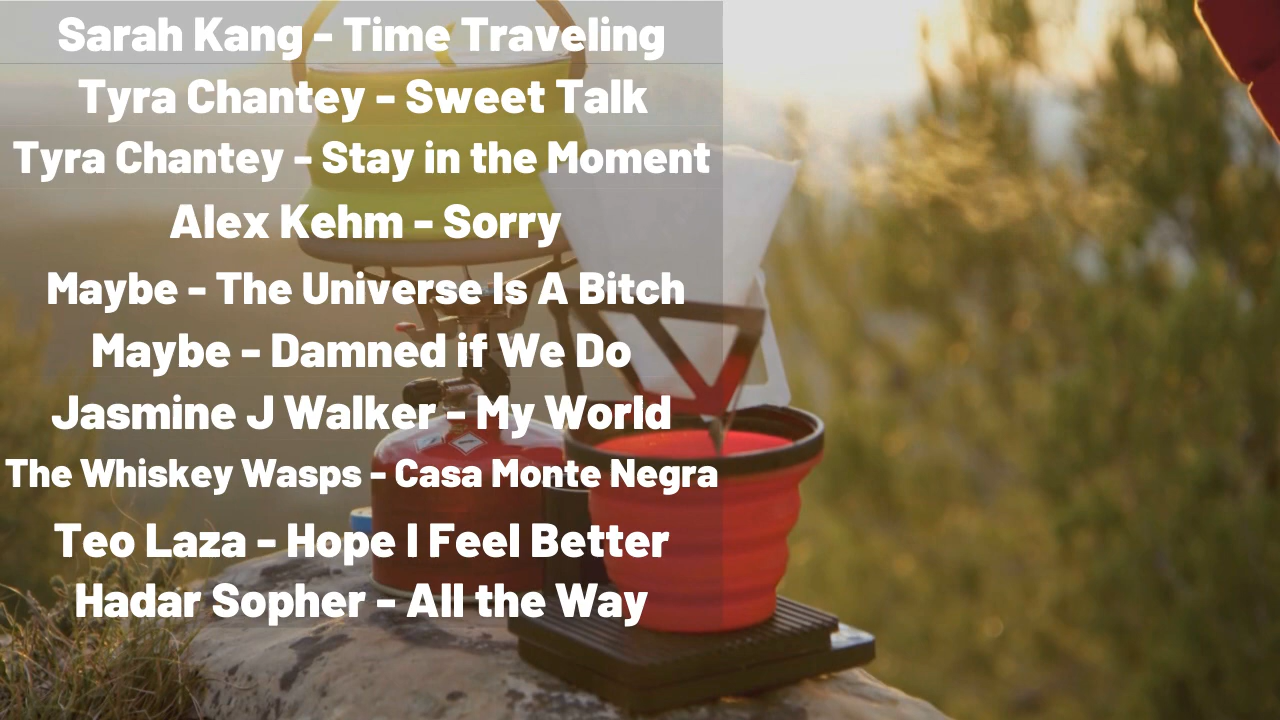 Sarah Kang - Time Traveling
Tyra Chantey - Sweet Talk
Tyra Chantey - Stay in the Moment
Alex Kehm - Sorry
Maybe - The Universe Is A Bitch
Maybe - Damned if We Do
Jasmine J Walker - My World
The Whiskey Wasps - Casa Monte Negra
Teo Laza - Hope I Feel Better
Hadar Sopher - All the Way